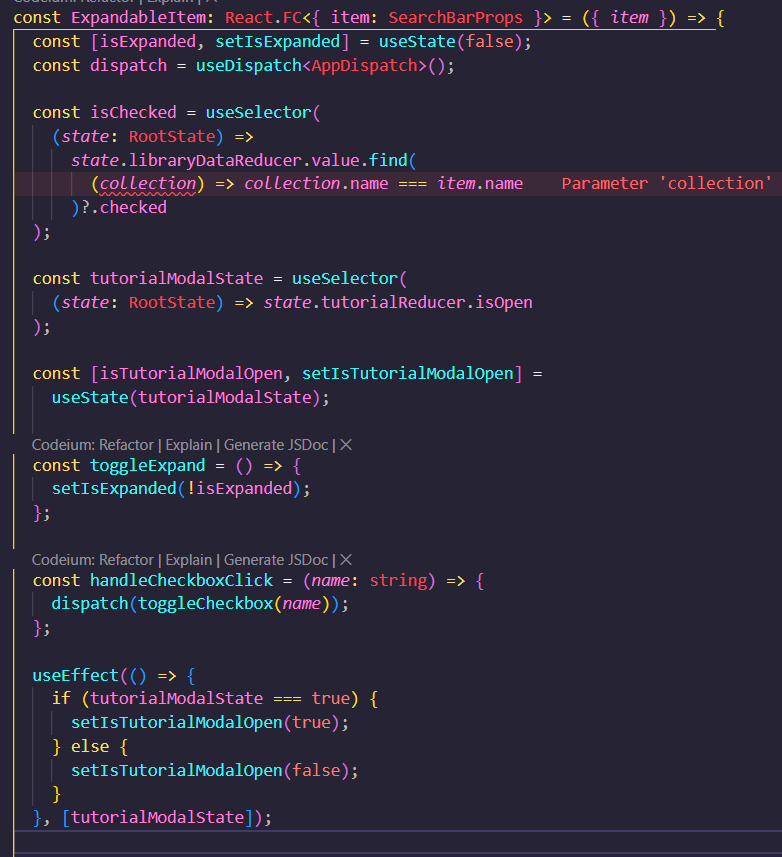 Codeium: Refactor | Explain | ✕
const ExpandableItem: React.FC<{ item: SearchBarProps }> = ({ item }) => {
  const [isExpanded, setIsExpanded] = useState(false);
  const dispatch = useDispatch<AppDispatch>();
  const isChecked = useSelector(
    (state: RootState) =>
      state.libraryDataReducer.value.find(
        (collection) => collection.name === item.name    Parameter 'collection'
      )?.checked
  );
  const tutorialModalState = useSelector(
    (state: RootState) => state.tutorialReducer.isOpen
  );
  const [isTutorialModalOpen, setIsTutorialModalOpen] =
    useState(tutorialModalState);
  Codeium: Refactor | Explain | Generate JSDoc | ✕
  const toggleExpand = () => {
    setIsExpanded(!isExpanded);
  };
  Codeium: Refactor | Explain | Generate JSDoc | ✕
  const handleCheckboxClick = (name: string) => {
    dispatch(toggleCheckbox(name));
  };
  useEffect(() => {
    if (tutorialModalState === true) {
      setIsTutorialModalOpen(true);
    } else {
      setIsTutorialModalOpen(false);
    }
  }, [tutorialModalState]);